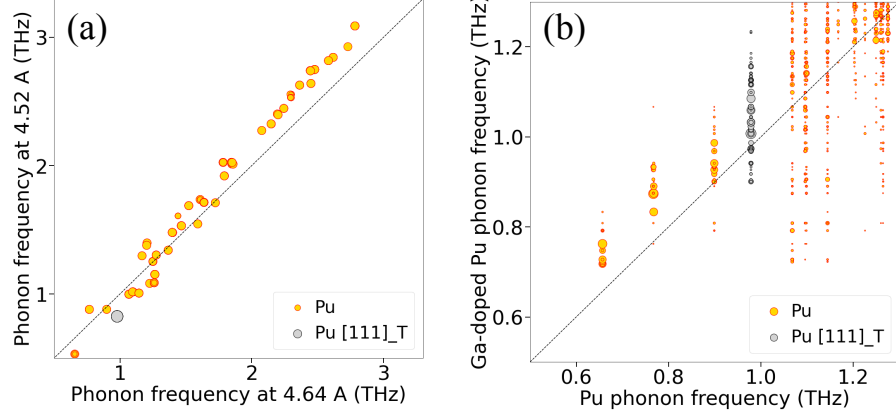 (a)
Phonon frequency at 4.52 A (THz)
3
2
1
Pu
Pu [111]_T
1
2
3
Phonon frequency at 4.64 A (THz)
(b)
Ga-doped Pu phonon frequency (THz)
1.2
1.0
0.8
0.6
Pu
Pu [111]_T
0.6
0.8
1.0
1.2
Pu phonon frequency (THz)